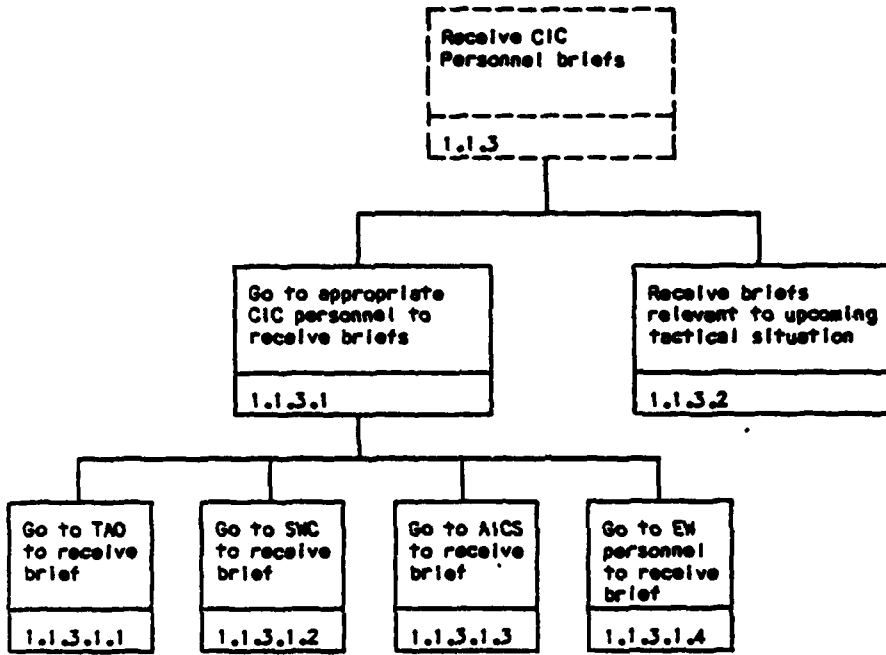 Receive CIC
Personnel briefs
1.1.3
Go to appropriate
CIC personnel to
receive briefs
1.1.3.1
Receive briefs
relevant to upcoming
tactical situation
1.1.3.2
Go to TAO
to receive
brief
1.1.3.1.1
Go to SWC
to receive
brief
1.1.3.1.2
Go to AICS
to receive
brief
1.1.3.1.3
Go to EW
personnel
to receive
brief
1.1.3.1.4